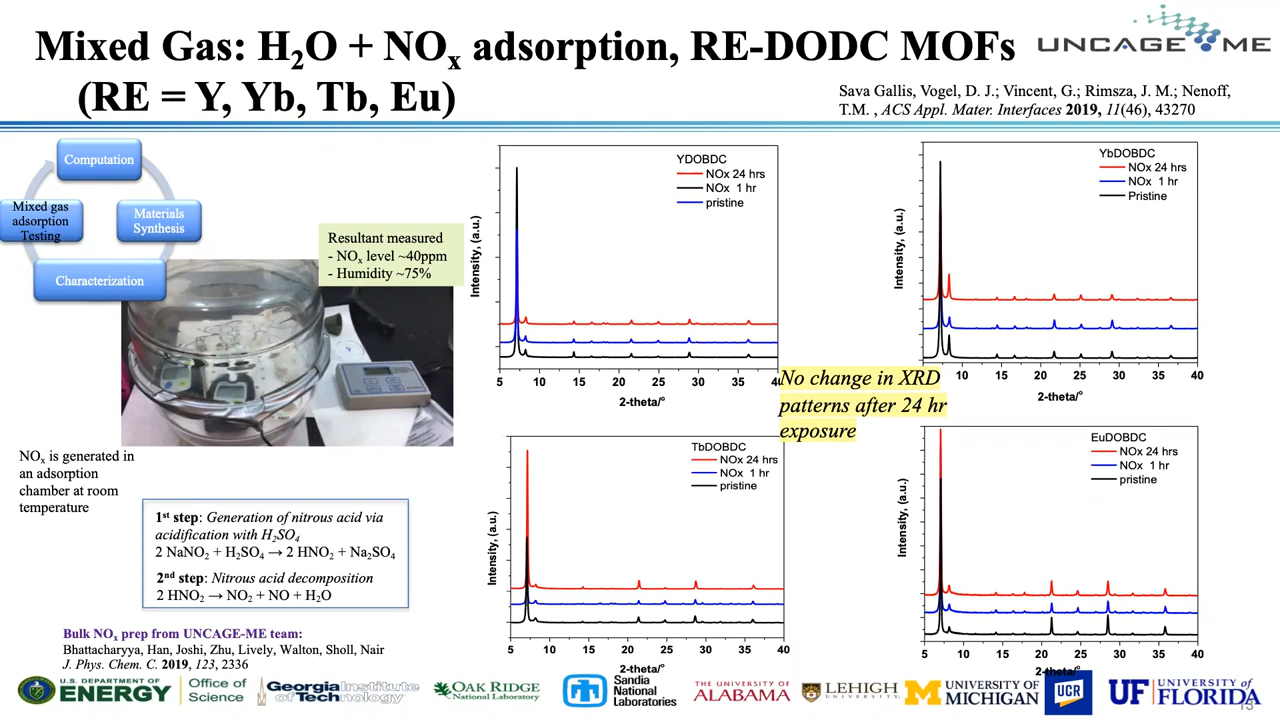 Mixed Gas: H₂O + NOₓ adsorption, RE-DODC MOFs
(RE = Y, Yb, Tb, Eu)
UNCAGE ME
Sava Gallis, Vogel, D. J.; Vincent, G.; Rimsza, J. M.; Nenoff,
T.M. , ACS Appl. Mater. Interfaces 2019, 11(46), 43270
Computation
Mixed gas
adsorption
Testing
Materials
Synthesis
Characterization
Resultant measured
- NOₓ level ~40ppm
- Humidity ~75%
NOₓ is generated in
an adsorption
chamber at room
temperature
1st step: Generation of nitrous acid via
acidification with H₂SO₄
2 NaNO₂ + H₂SO₄ → 2 HNO₂ + Na₂SO₄
2nd step: Nitrous acid decomposition
2 HNO₂ → NO₂ + NO + H₂O
Bulk NOₓ prep from UNCAGE-ME team:
Bhattacharyya, Han, Joshi, Zhu, Lively, Walton, Sholl, Nair
J. Phys. Chem. C. 2019, 123, 2336
YDOBDC
NOx 24 hrs
NOx 1 hr
pristine
Intensity, (a.u.)
5 10 15 20 25 30 35 40
2-theta/°
YbDOBDC
NOx 24 hrs
NOx 1 hr
Pristine
Intensity, (a.u.)
5 10 15 20 25 30 35 40
2-theta/°
No change in XRD
patterns after 24 hr
exposure
TbDOBDC
NOx 24 hrs
NOx 1 hr
pristine
Intensity, (a.u.)
5 10 15 20 25 30 35 40
2-theta/°
EuDOBDC
NOx 24 hrs
NOx 1 hr
pristine
Intensity, (a.u.)
5 10 15 20 25 30 35 40
2-theta/°
U.S. DEPARTMENT OF
ENERGY
Office of
Science
Georgia Institute
of Technology
OAK RIDGE
National Laboratory
Sandia
National
Laboratories
THE UNIVERSITY OF
ALABAMA
LEHIGH
UNIVERSITY
M UNIVERSITY OF
MICHIGAN
UCR
UF UNIVERSITY of
FLORIDA
15